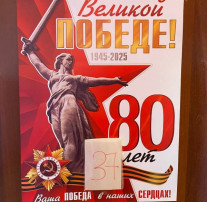 Великой
ПОБЕДЕ!
1945-2025
80
лет
37
Ваша ПОБЕДА в наших СЕРДЦАХ!